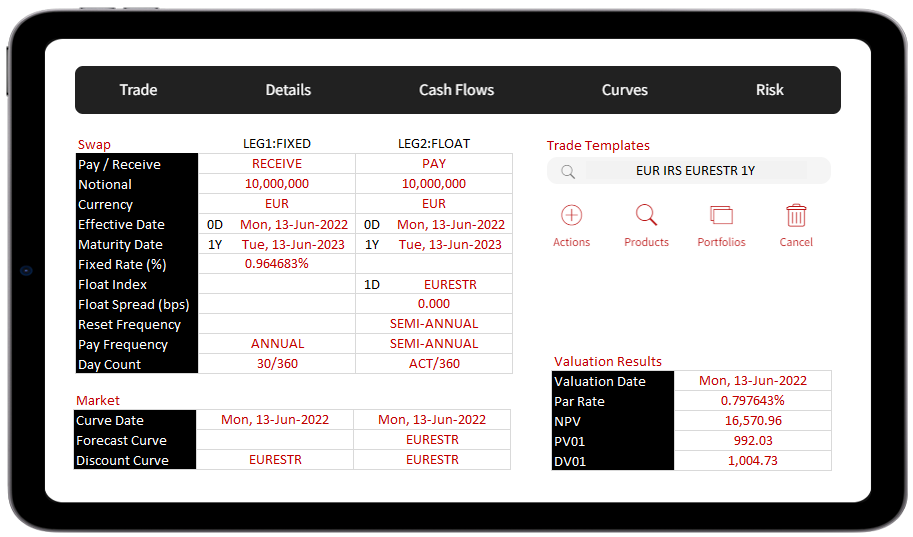 Trade Details Cash Flows Curves Risk
Swap LEG1:FIXED LEG2:FLOAT
Pay / Receive RECEIVE PAY
Notional 10,000,000 10,000,000
Currency EUR EUR
Effective Date 0D Mon, 13-Jun-2022 0D Mon, 13-Jun-2022
Maturity Date 1Y Tue, 13-Jun-2023 1Y Tue, 13-Jun-2023
Fixed Rate (%) 0.964683%
Float Index 1D EURESTR
Float Spread (bps) 0.000
Reset Frequency SEMI-ANNUAL
Pay Frequency ANNUAL SEMI-ANNUAL
Day Count 30/360 ACT/360
Market
Curve Date Mon, 13-Jun-2022 Mon, 13-Jun-2022
Forecast Curve EURESTR
Discount Curve EURESTR EURESTR
Trade Templates
EUR IRS EURESTR 1Y
Actions Products Portfolios Cancel
Valuation Results
Valuation Date Mon, 13-Jun-2022
Par Rate 0.797643%
NPV 16,570.96
PV01 992.03
DV01 1,004.73